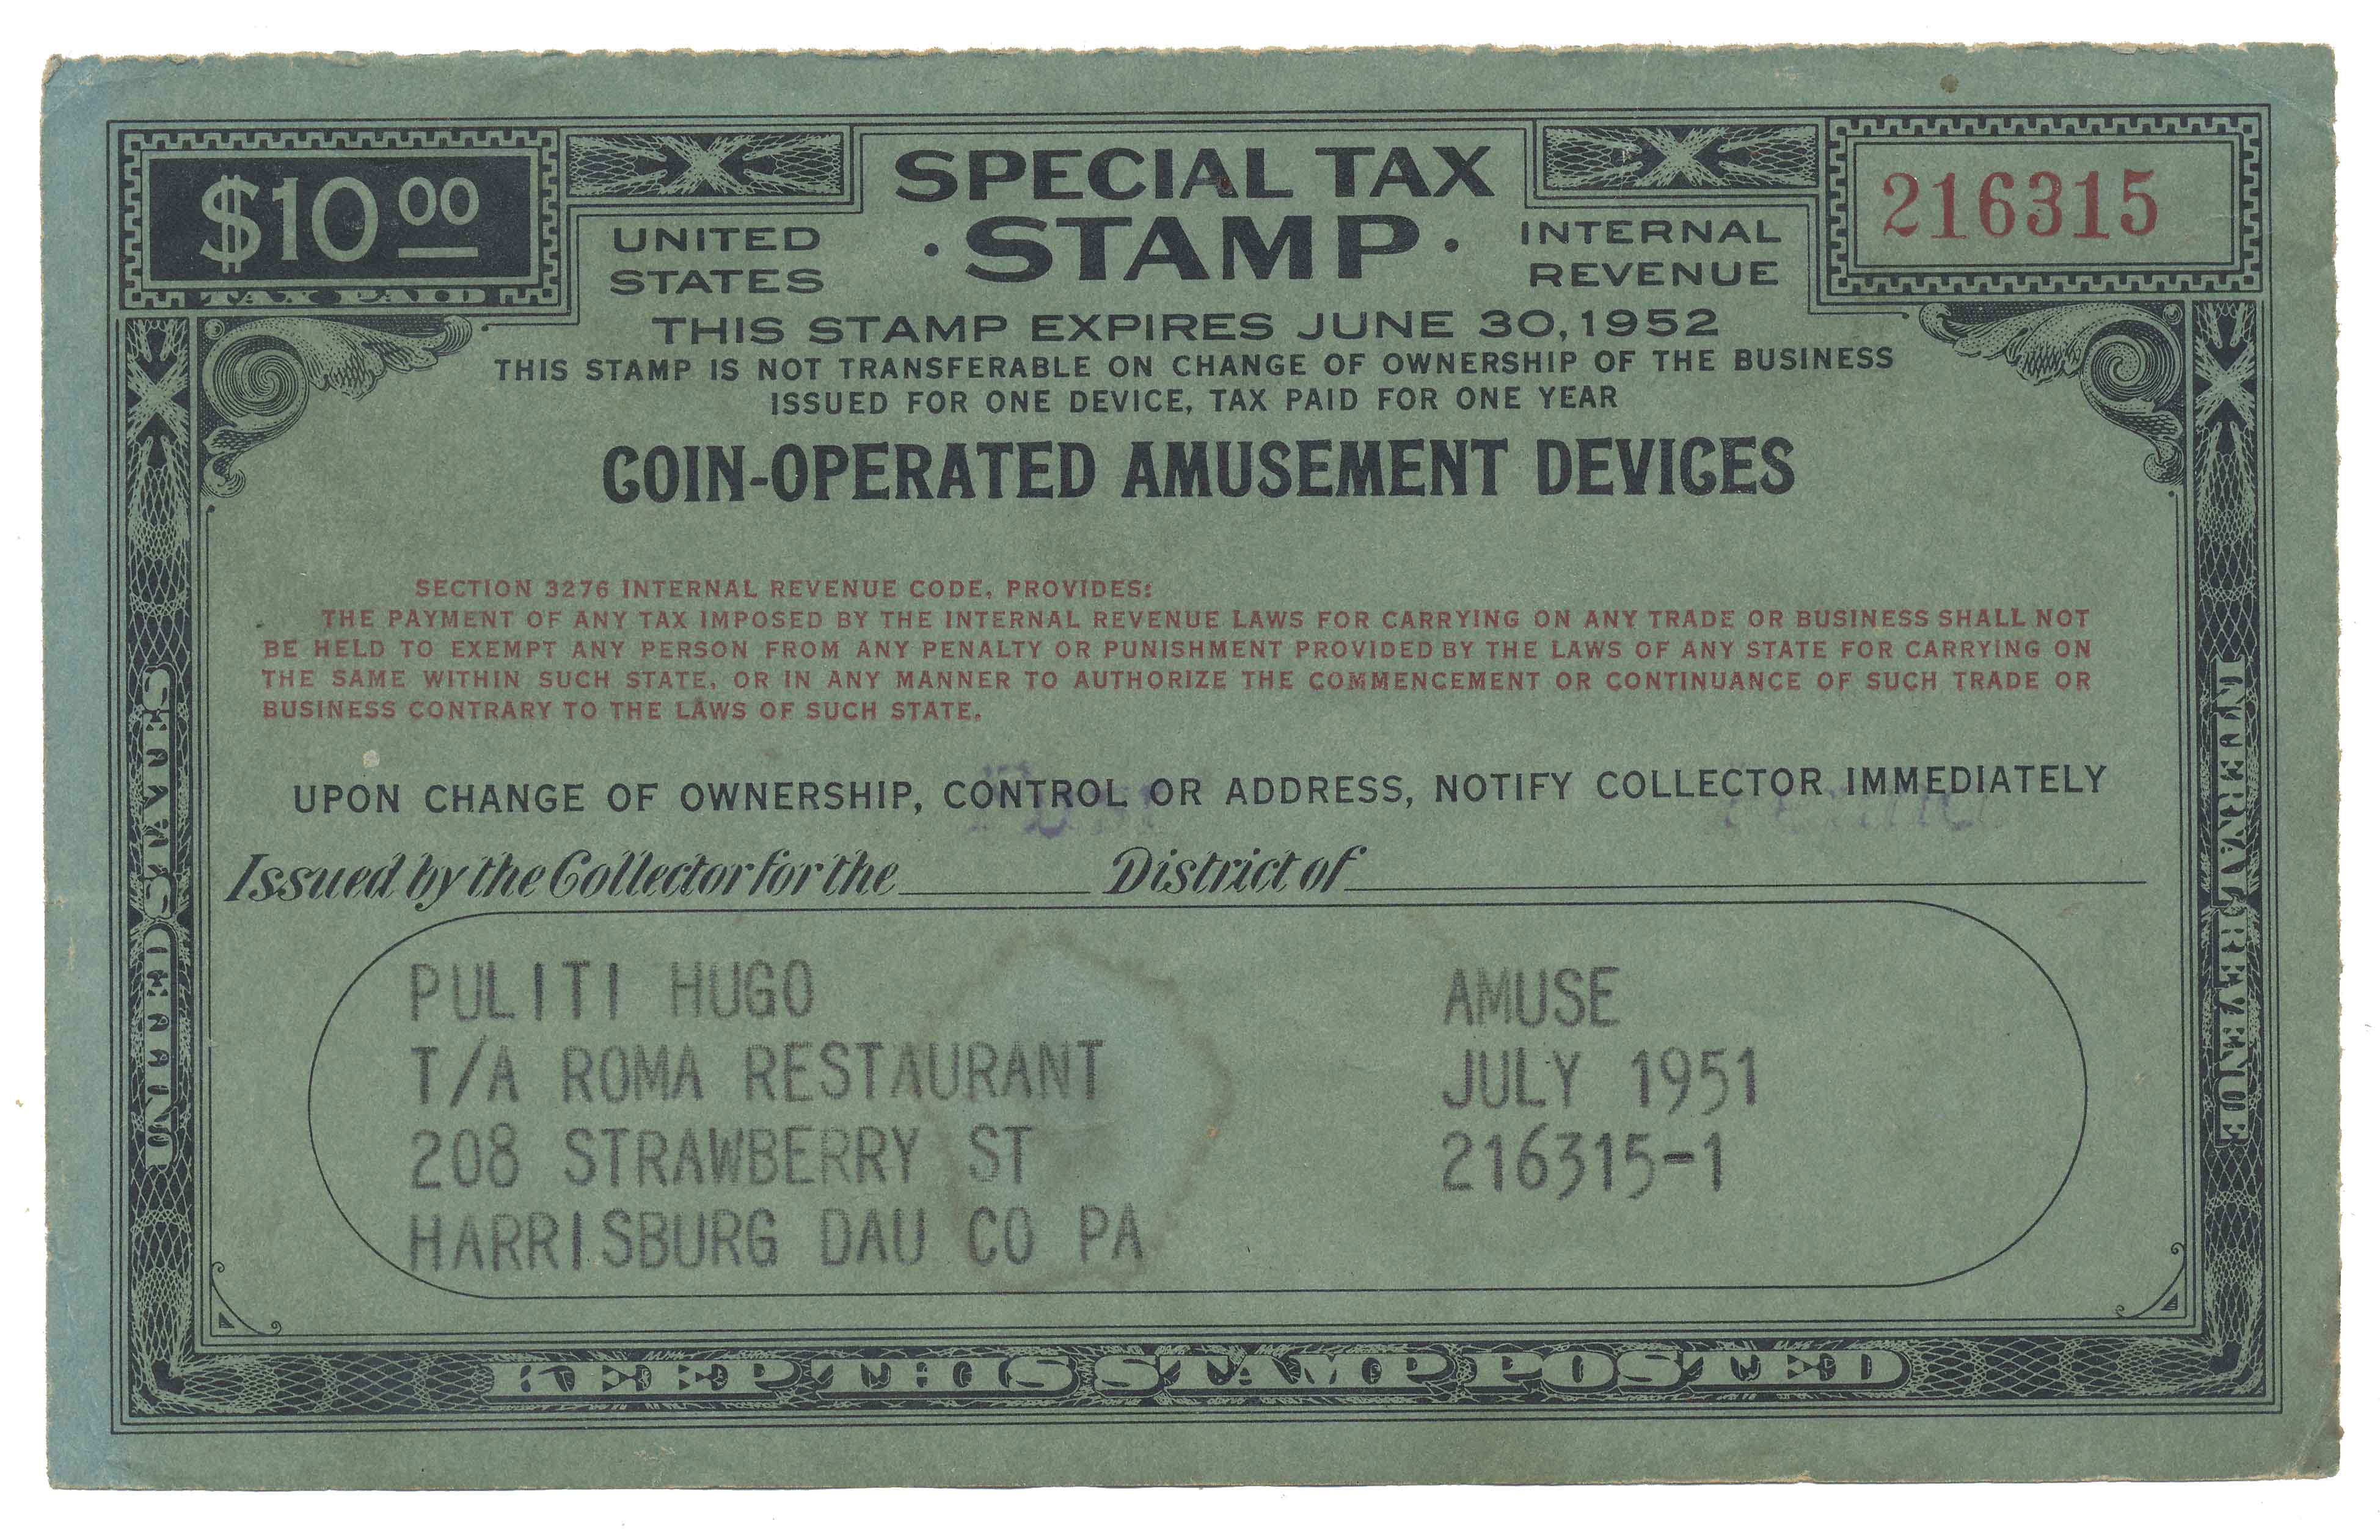 $10.00
TAX PAID
UNITED STATES
SPECIAL TAX
·STAMP·
INTERNAL REVENUE
216315
THIS STAMP EXPIRES JUNE 30, 1952
THIS STAMP IS NOT TRANSFERABLE ON CHANGE OF OWNERSHIP OF THE BUSINESS
ISSUED FOR ONE DEVICE, TAX PAID FOR ONE YEAR
COIN-OPERATED AMUSEMENT DEVICES
SECTION 3276 INTERNAL REVENUE CODE, PROVIDES:
THE PAYMENT OF ANY TAX IMPOSED BY THE INTERNAL REVENUE LAWS FOR CARRYING ON ANY TRADE OR BUSINESS SHALL NOT
BE HELD TO EXEMPT ANY PERSON FROM ANY PENALTY OR PUNISHMENT PROVIDED BY THE LAWS OF ANY STATE FOR CARRYING ON
THE SAME WITHIN SUCH STATE, OR IN ANY MANNER TO AUTHORIZE THE COMMENCEMENT OR CONTINUANCE OF SUCH TRADE OR
BUSINESS CONTRARY TO THE LAWS OF SUCH STATE.
UPON CHANGE OF OWNERSHIP, CONTROL OR ADDRESS, NOTIFY COLLECTOR IMMEDIATELY
Issued by the Collector for the District of
PULITI HUGO AMUSE
T/A ROMA RESTAURANT JULY 1951
208 STRAWBERRY ST 216315-1
HARRISBURG DAU CO PA
UNITED STATES
INTERNAL REVENUE
KEEP THIS STAMP POSTED